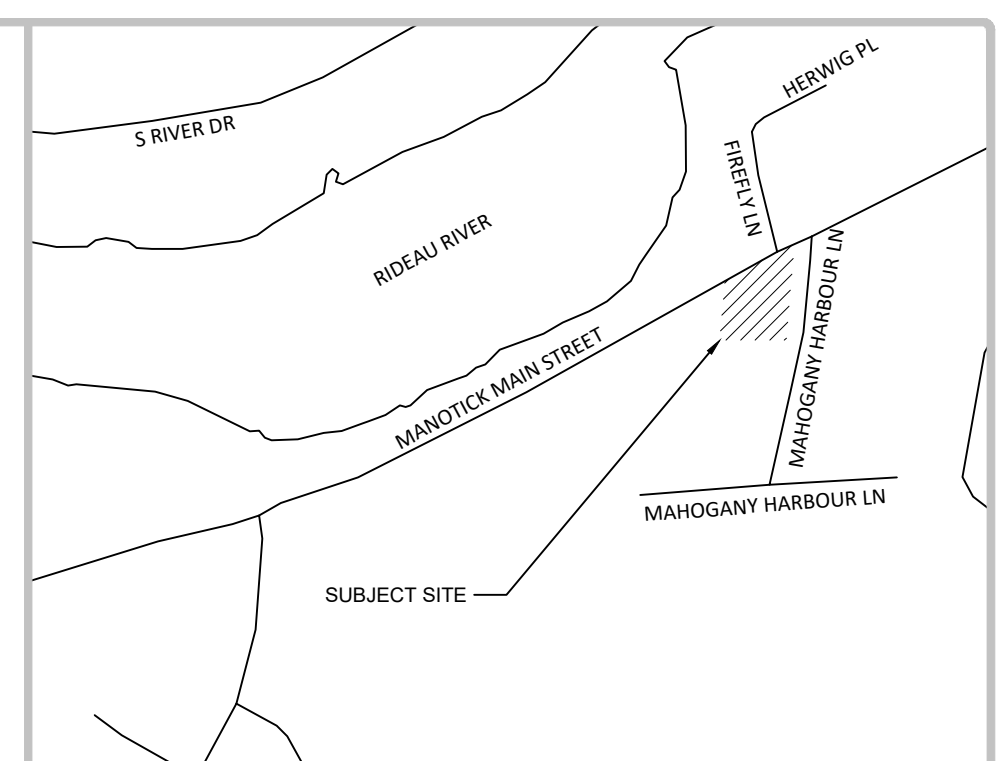 HERWIG PL
S RIVER DR
FIREFLY LN
RIDEAU RIVER
MAHOGANY HARBOUR LN
MANOTICK MAIN STREET
MAHOGANY HARBOUR LN
SUBJECT SITE